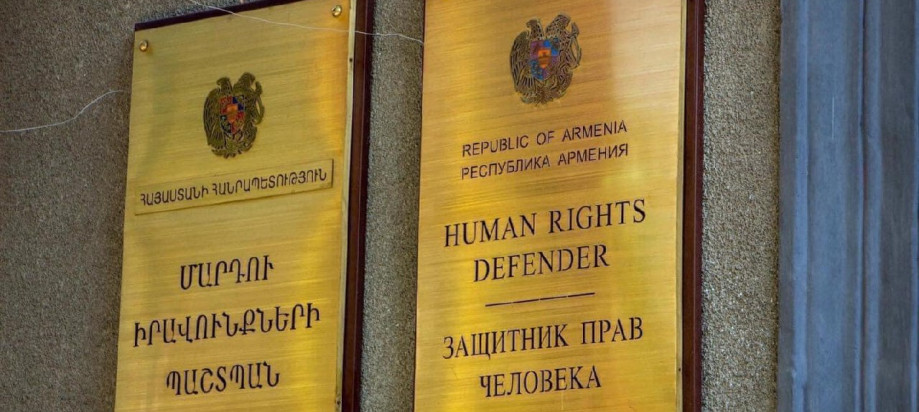 ՀԱՅԱՍՏԱՆԻ ՀԱՆՐԱՊԵՏՈՒԹՅՈՒՆ
ՄԱՐԴՈՒ
ԻՐԱՎՈՒՆՔՆԵՐԻ
ՊԱՇՏՊԱՆ
REPUBLIC OF ARMENIA
РЕСПУБЛИКА АРМЕНИЯ
HUMAN RIGHTS
DEFENDER
ЗАЩИТНИК ПРАВ
ЧЕЛОВЕКА